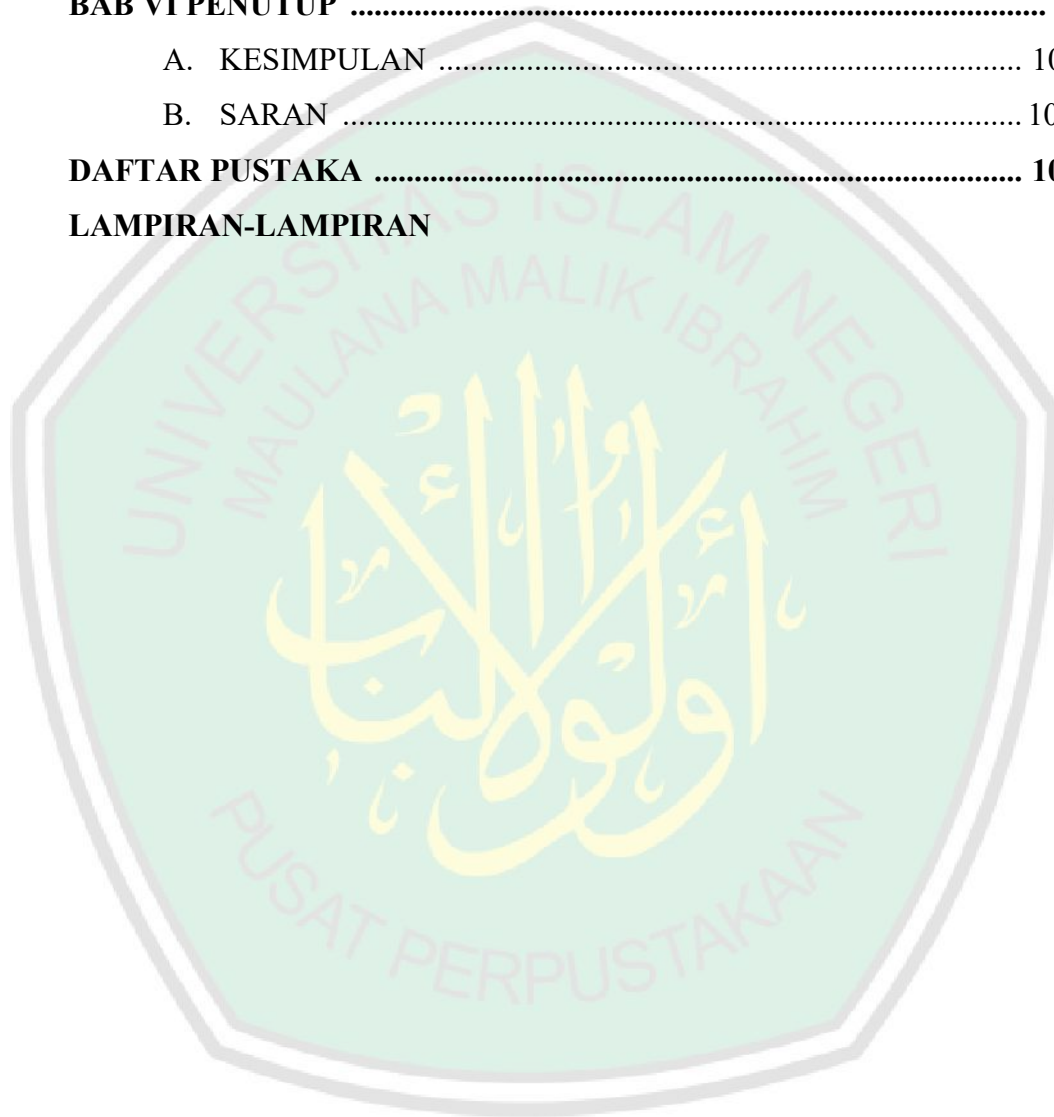 BAB VI PENUTUP ....................................................................................
A. KESIMPULAN ......................................................................... 10
B. SARAN ..................................................................................... 10
DAFTAR PUSTAKA ................................................................................. 10
LAMPIRAN-LAMPIRAN
UNIVERSITAS ISLAM NEGERI
MAULANA MALIK IBRAHIM
أولوا الألباب
PUSAT PERPUSTAKAAN